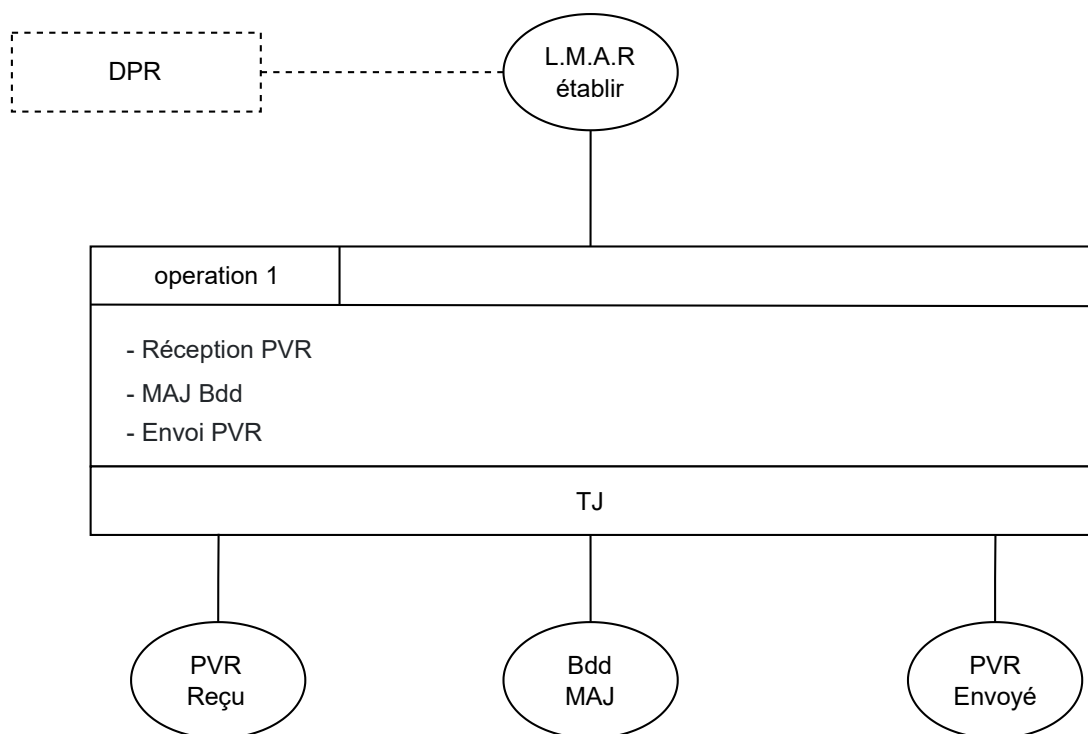 DPR
L.M.A.R
établir
operation 1
- Réception PVR
- MAJ Bdd
- Envoi PVR
TJ
PVR
Reçu
Bdd
MAJ
PVR
Envoyé